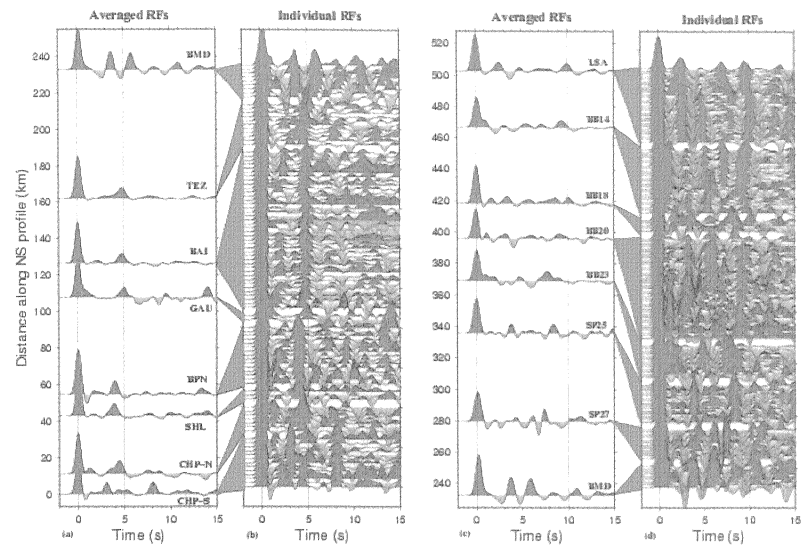 Averaged RFs
Individual RFs
Averaged RFs
Individual RFs
240
220
200
180
160
140
120
100
80
60
40
20
0
Distance along NS profile (km)
BMD
TEZ
BAI
GAU
BPN
SHL
CHP-N
CHP-S
(a)
0
5
10
15
Time (s)
(b)
0
5
10
15
Time (s)
520
500
480
460
440
420
400
380
360
340
320
300
280
260
240
LSA
BB14
BB18
BB20
BB23
SP25
SP27
BMD
(c)
0
5
10
15
Time (s)
(d)
0
5
10
15
Time (s)